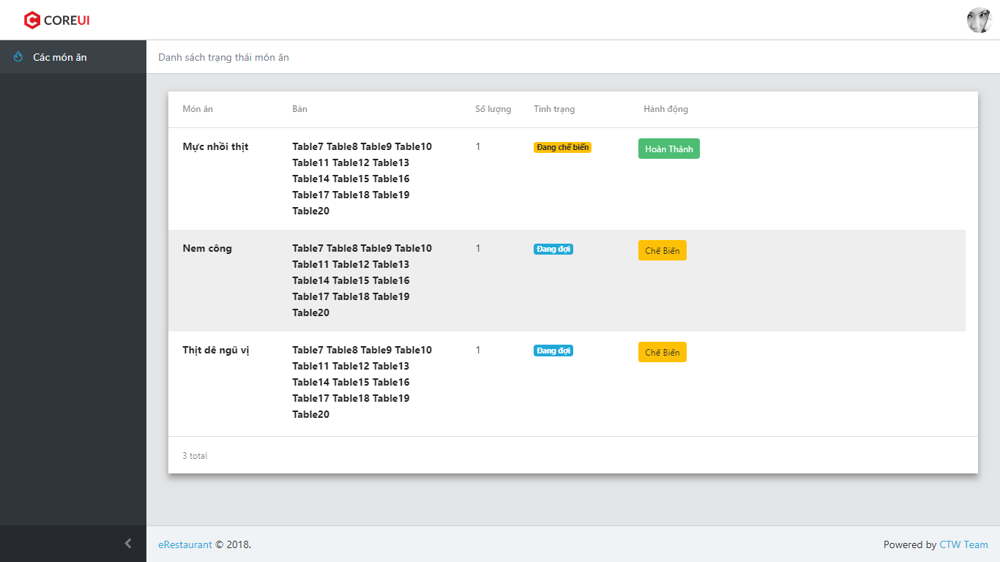 COREUI
Các món ăn
Danh sách trạng thái món ăn
Món ăn Bàn Số lượng Tình trạng Hành động
Mực nhồi thịt Table7 Table8 Table9 Table10 1 Đang chế biến Hoàn Thành
Table11 Table12 Table13
Table14 Table15 Table16
Table17 Table18 Table19
Table20
Nem công Table7 Table8 Table9 Table10 1 Đang đợi Chế Biến
Table11 Table12 Table13
Table14 Table15 Table16
Table17 Table18 Table19
Table20
Thịt dê ngũ vị Table7 Table8 Table9 Table10 1 Đang đợi Chế Biến
Table11 Table12 Table13
Table14 Table15 Table16
Table17 Table18 Table19
Table20
3 total
eRestaurant © 2018. Powered by CTW Team